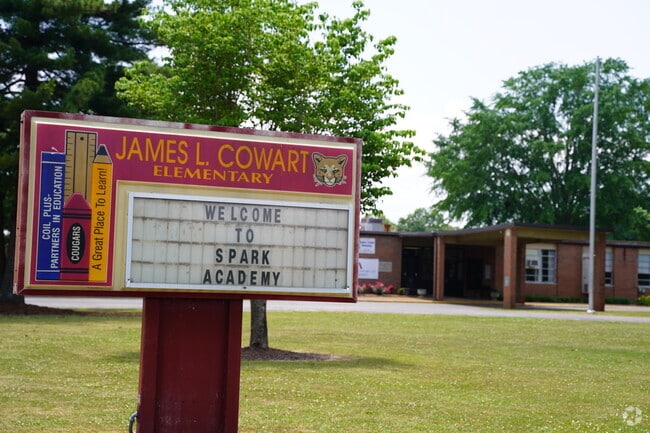 JAMES L. COWART
ELEMENTARY
COIL PLUS-
PARTNERS IN EDUCATION
COUGARS
A Great Place To Learn!
WELCOME
TO
SPARK
ACADEMY